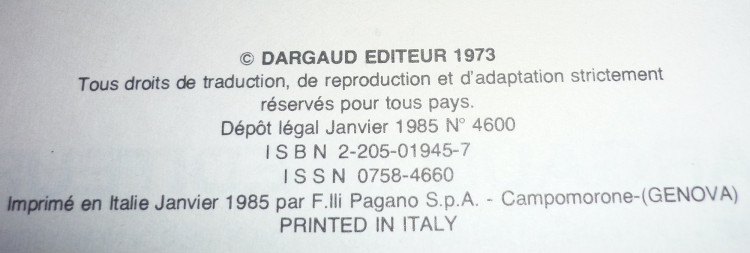 © DARGAUD EDITEUR 1973
Tous droits de traduction, de reproduction et d'adaptation strictement
réservés pour tous pays.
Dépôt légal Janvier 1985 N° 4600
ISBN 2-205-01945-7
ISSN 0758-4660
Imprimé en Italie Janvier 1985 par F.lli Pagano S.p.A. - Campomorone-(GENOVA)
PRINTED IN ITALY